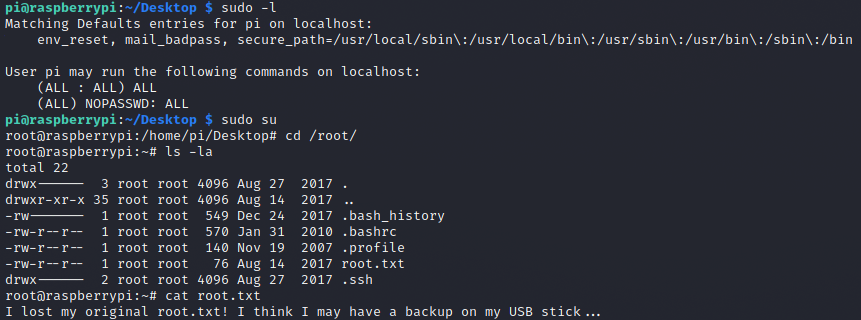 pi@raspberrypi:~/Desktop $ sudo -l
Matching Defaults entries for pi on localhost:
    env_reset, mail_badpass, secure_path=/usr/local/sbin\:/usr/local/bin\:/usr/sbin\:/usr/bin\:/sbin\:/bin

User pi may run the following commands on localhost:
    (ALL : ALL) ALL
    (ALL) NOPASSWD: ALL
pi@raspberrypi:~/Desktop $ sudo su
root@raspberrypi:/home/pi/Desktop# cd /root/
root@raspberrypi:~# ls -la
total 22
drwx------  3 root root 4096 Aug 27  2017 .
drwxr-xr-x 35 root root 4096 Aug 14  2017 ..
-rw-------  1 root root  549 Dec 24  2017 .bash_history
-rw-r--r--  1 root root  570 Jan 31  2010 .bashrc
-rw-r--r--  1 root root  140 Nov 19  2007 .profile
-rw-r--r--  1 root root   76 Aug 14  2017 root.txt
drwx------  2 root root 4096 Aug 27  2017 .ssh
root@raspberrypi:~# cat root.txt
I lost my original root.txt! I think I may have a backup on my USB stick...